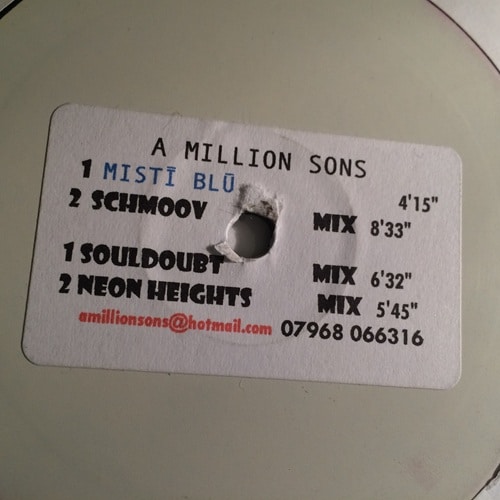 A MILLION SONS
1 MISTĪ BLŪ 4'15"
2 SCHMOOV MIX 8'33"
1 SOULDOUBT MIX 6'32"
2 NEON HEIGHTS MIX 5'45"
amillionsons@hotmail.com 07968 066316